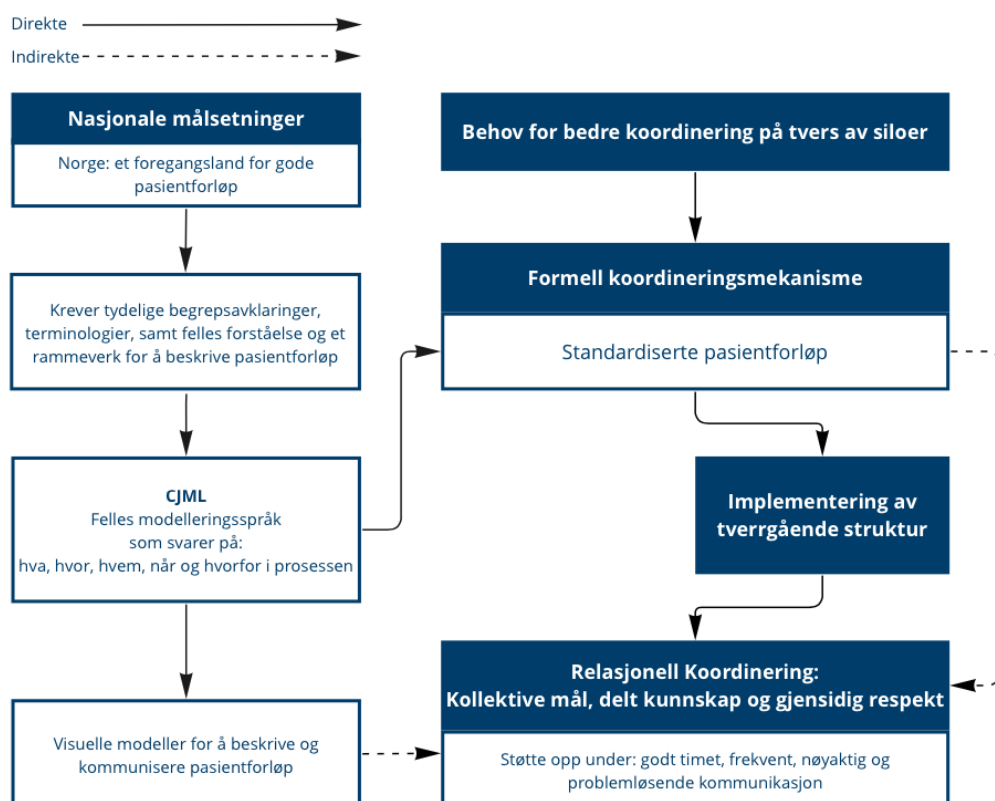 Direkte
Indirekte
Nasjonale målsetninger
Norge: et foregangsland for gode
pasientforløp
Krever tydelige begrepsavklaringer,
terminologier, samt felles forståelse og et
rammeverk for å beskrive pasientforløp
CJML
Felles modelleringsspråk
som svarer på:
hva, hvor, hvem, når og hvorfor i prosessen
Visuelle modeller for å beskrive og
kommunisere pasientforløp
Behov for bedre koordinering på tvers av siloer
Formell koordineringsmekanisme
Standardiserte pasientforløp
Implementering av
tverrgående struktur
Relasjonell Koordinering:
Kollektive mål, delt kunnskap og gjensidig respekt
Støtte opp under: godt timet, frekvent, nøyaktig og
problemløsende kommunikasjon